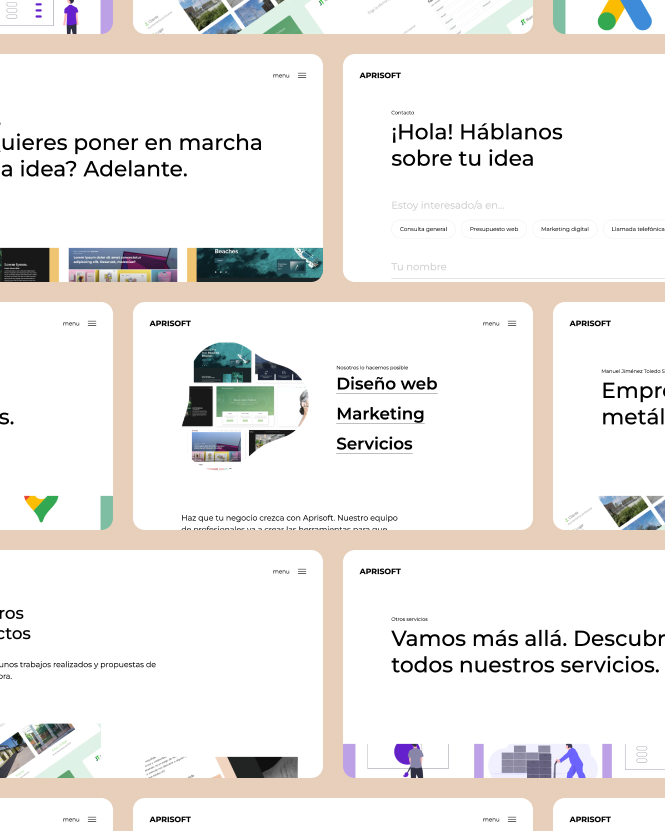 menu
uieres poner en marcha
a idea? Adelante.
APRISOFT
Contacto
¡Hola! Háblanos
sobre tu idea
Estoy interesado/a en...
Consulta general
Presupuesto web
Marketing digital
Llamada telefónica
Tu nombre
menu
s.
APRISOFT
menu
Nosotros lo hacemos posible
Diseño web
Marketing
Servicios
Haz que tu negocio crezca con Aprisoft. Nuestro equipo
de profesionales va a crear las herramientas para que
APRISOFT
Manuel Jiménez Toledo S
Empre
metál
menu
ros
ctos
unos trabajos realizados y propuestas de
ora.
APRISOFT
Otros servicios
Vamos más allá. Descubr
todos nuestros servicios.
menu
APRISOFT
menu
APRISOFT